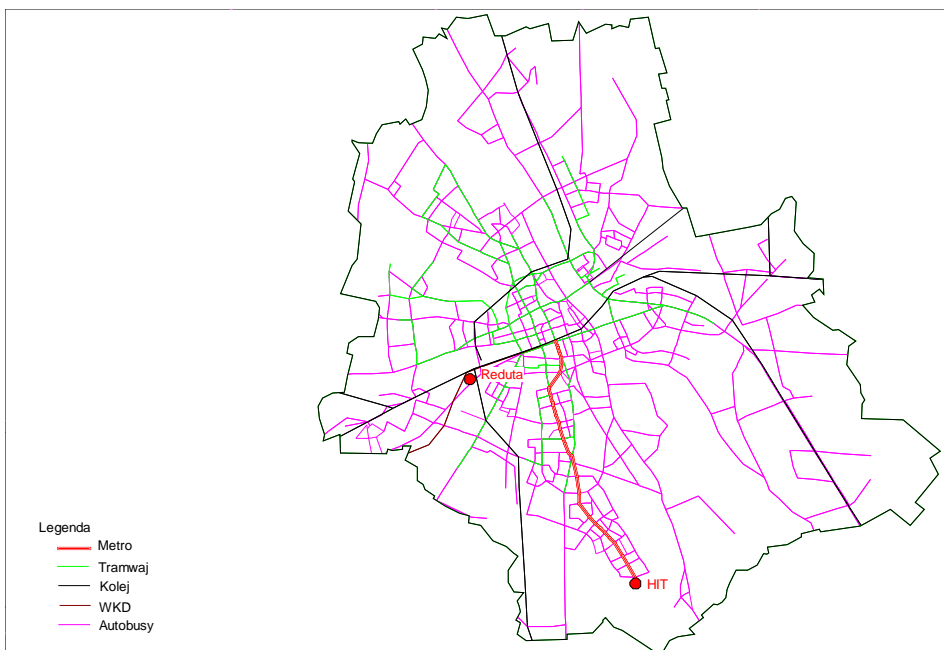 Reduta
HIT
Legenda
Metro
Tramwaj
Kolej
WKD
Autobusy